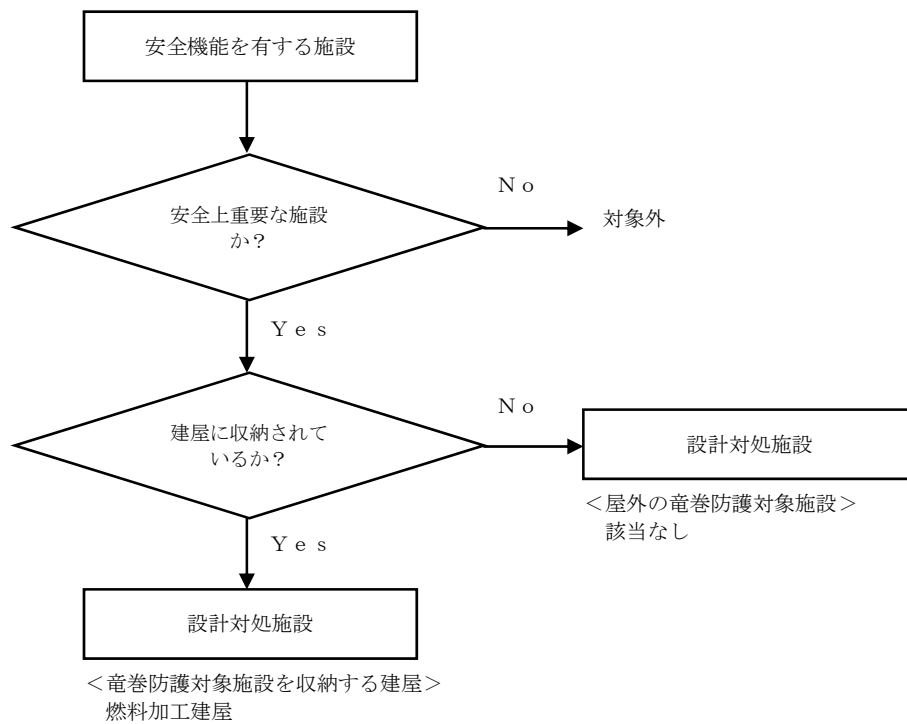 安全機能を有する施設
安全上重要な施設
か？
Ｎｏ
対象外
Ｙｅｓ
建屋に収納されて
いるか？
Ｎｏ
設計対処施設
＜屋外の竜巻防護対象施設＞
該当なし
Ｙｅｓ
設計対処施設
＜竜巻防護対象施設を収納する建屋＞
燃料加工建屋